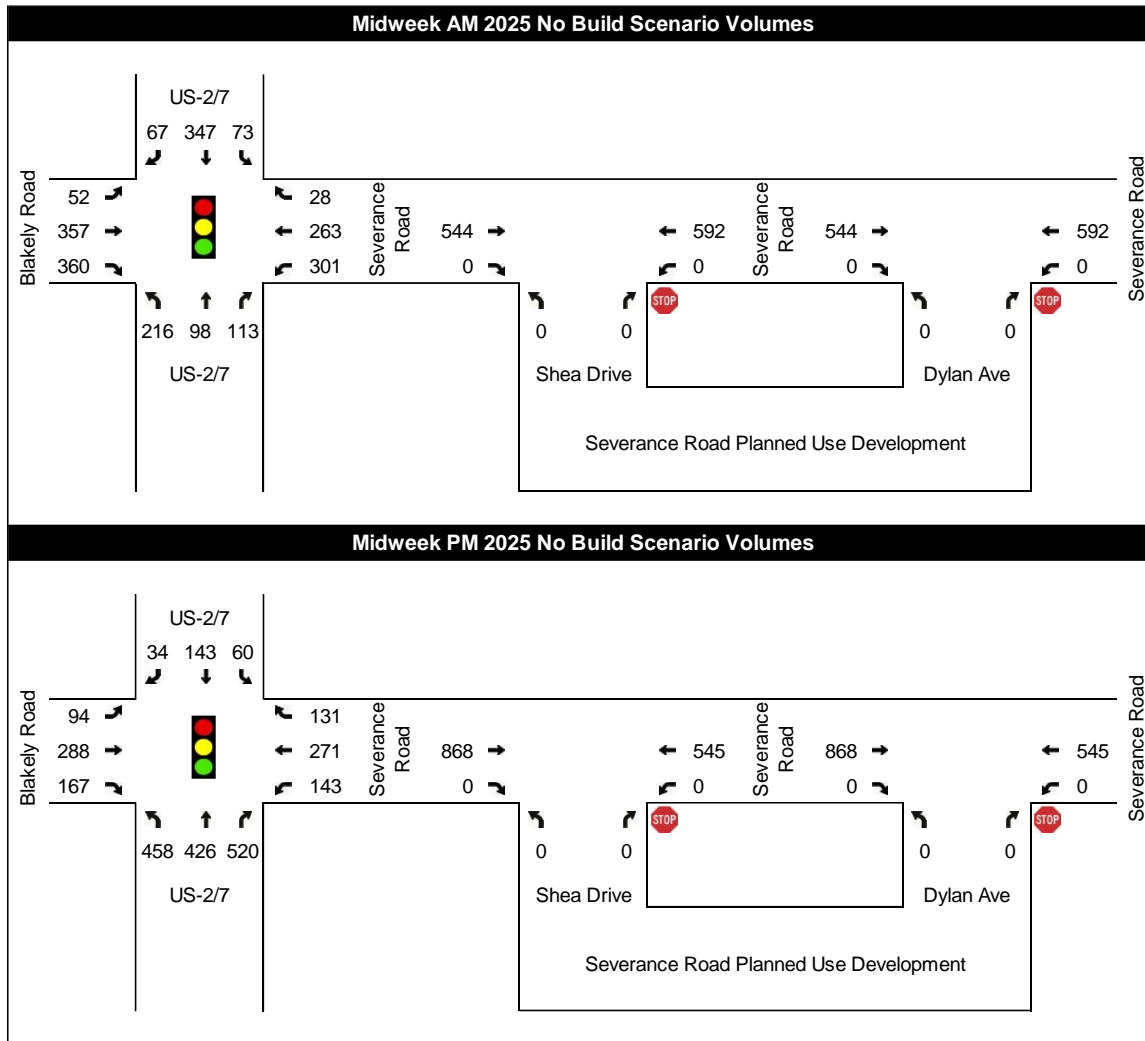 Midweek AM 2025 No Build Scenario Volumes
US-2/7
67 347 73
Blakely Road
52
357
360
28
263
301
Severance
Road
544
0
592
0
Severance
Road
544
0
592
0
Severance Road
STOP
STOP
216 98 113
0 0
0 0
US-2/7
Shea Drive
Dylan Ave
Severance Road Planned Use Development
Midweek PM 2025 No Build Scenario Volumes
US-2/7
34 143 60
Blakely Road
94
288
167
131
271
143
Severance
Road
868
0
545
0
Severance
Road
868
0
545
0
Severance Road
STOP
STOP
458 426 520
0 0
0 0
US-2/7
Shea Drive
Dylan Ave
Severance Road Planned Use Development